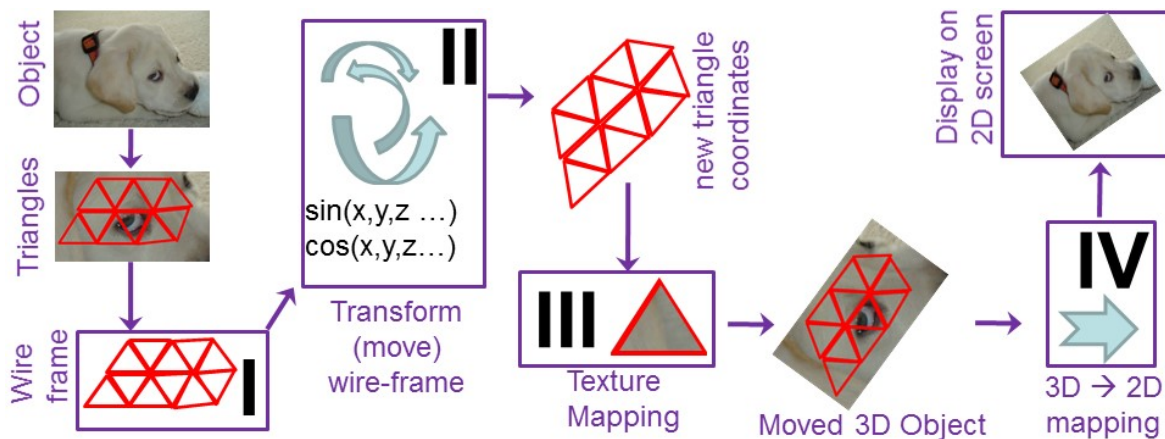 Object
Triangles
Wire
frame
I
II
sin(x,y,z …)
cos(x,y,z…)
Transform
(move)
wire-frame
new triangle
coordinates
III
Texture
Mapping
Moved 3D Object
IV
3D → 2D
mapping
Display on
2D screen